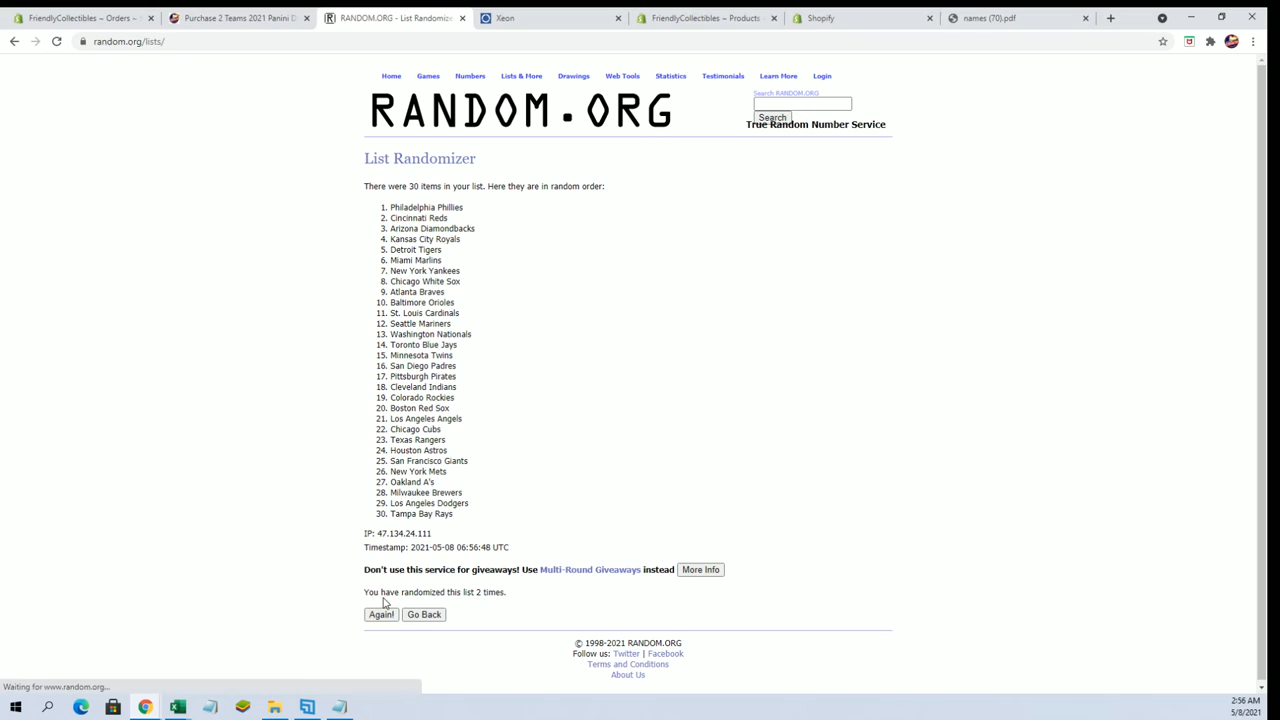 FriendlyCollectibles ~ Orders ~
Purchase 2 Teams 2021 Panini D
RANDOM.ORG - List Randomizer
Xeon
FriendlyCollectibles ~ Products
Shopify
names (70).pdf
random.org/lists/
Home Games Numbers Lists & More Drawings Web Tools Statistics Testimonials Learn More Login
RANDOM.ORG
Search RANDOM.ORG
Search
True Random Number Service
List Randomizer
There were 30 items in your list. Here they are in random order:
1. Philadelphia Phillies
2. Cincinnati Reds
3. Arizona Diamondbacks
4. Kansas City Royals
5. Detroit Tigers
6. Miami Marlins
7. New York Yankees
8. Chicago White Sox
9. Atlanta Braves
10. Baltimore Orioles
11. St. Louis Cardinals
12. Seattle Mariners
13. Washington Nationals
14. Toronto Blue Jays
15. Minnesota Twins
16. San Diego Padres
17. Pittsburgh Pirates
18. Cleveland Indians
19. Colorado Rockies
20. Boston Red Sox
21. Los Angeles Angels
22. Chicago Cubs
23. Texas Rangers
24. Houston Astros
25. San Francisco Giants
26. New York Mets
27. Oakland A's
28. Milwaukee Brewers
29. Los Angeles Dodgers
30. Tampa Bay Rays
IP: 47.134.24.111
Timestamp: 2021-05-08 06:56:48 UTC
Don't use this service for giveaways! Use Multi-Round Giveaways instead More Info
You have randomized this list 2 times.
Again! Go Back
© 1998-2021 RANDOM.ORG
Follow us: Twitter | Facebook
Terms and Conditions
About Us
Waiting for www.random.org...
2:56 AM
5/8/2021